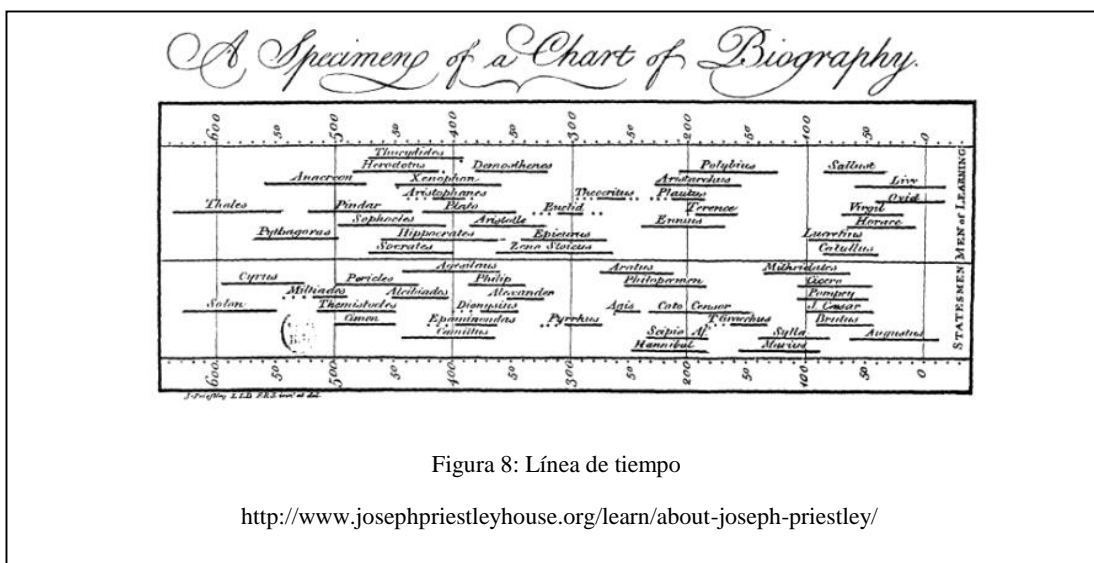 A Specimen of a Chart of Biography.
600 50 500 50 400 50 300 50 200 50 100 50 0
Thucydides
Herodotus Demosthenes Polybius Sallust
Anacreon Xenophon Aristarchus Livy
Aristophanes Theocritus Plautus Ovid
Thales Pindar Plato Euclid Terence Virgil
Sophocles Aristotle Ennius Horace
Pythagoras Hippocrates Epicurus Lucretius
Socrates Zeno Stoicus Catullus
MEN of LEARNING
Agesilaus Aratus Mithridates
Cyrus Pericles Philip Philopœmen Cicero
Miltiades Alcibiades Alexander Pompey
Solon Themistocles Dionysius Agis Cato Censor J. Cæsar
Cimon Epaminondas Pyrrhus T Gracchus Brutus
Camillus Scipio Af. Sylla Augustus
Hannibal Marius
STATESMEN
600 50 500 50 400 50 300 50 200 50 100 50 0
Figura 8: Línea de tiempo
http://www.josephpriestleyhouse.org/learn/about-joseph-priestley/